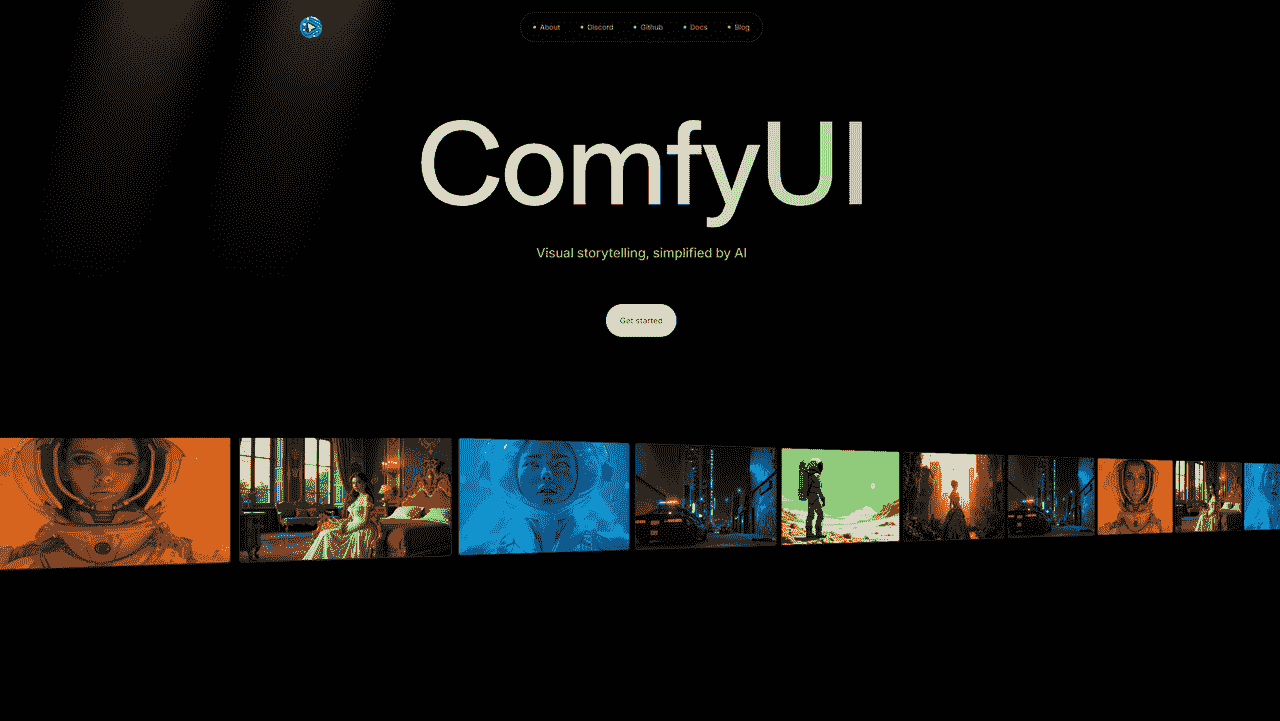 About Discord Github Docs Blog
ComfyUI
Visual storytelling, simplified by AI
Get started